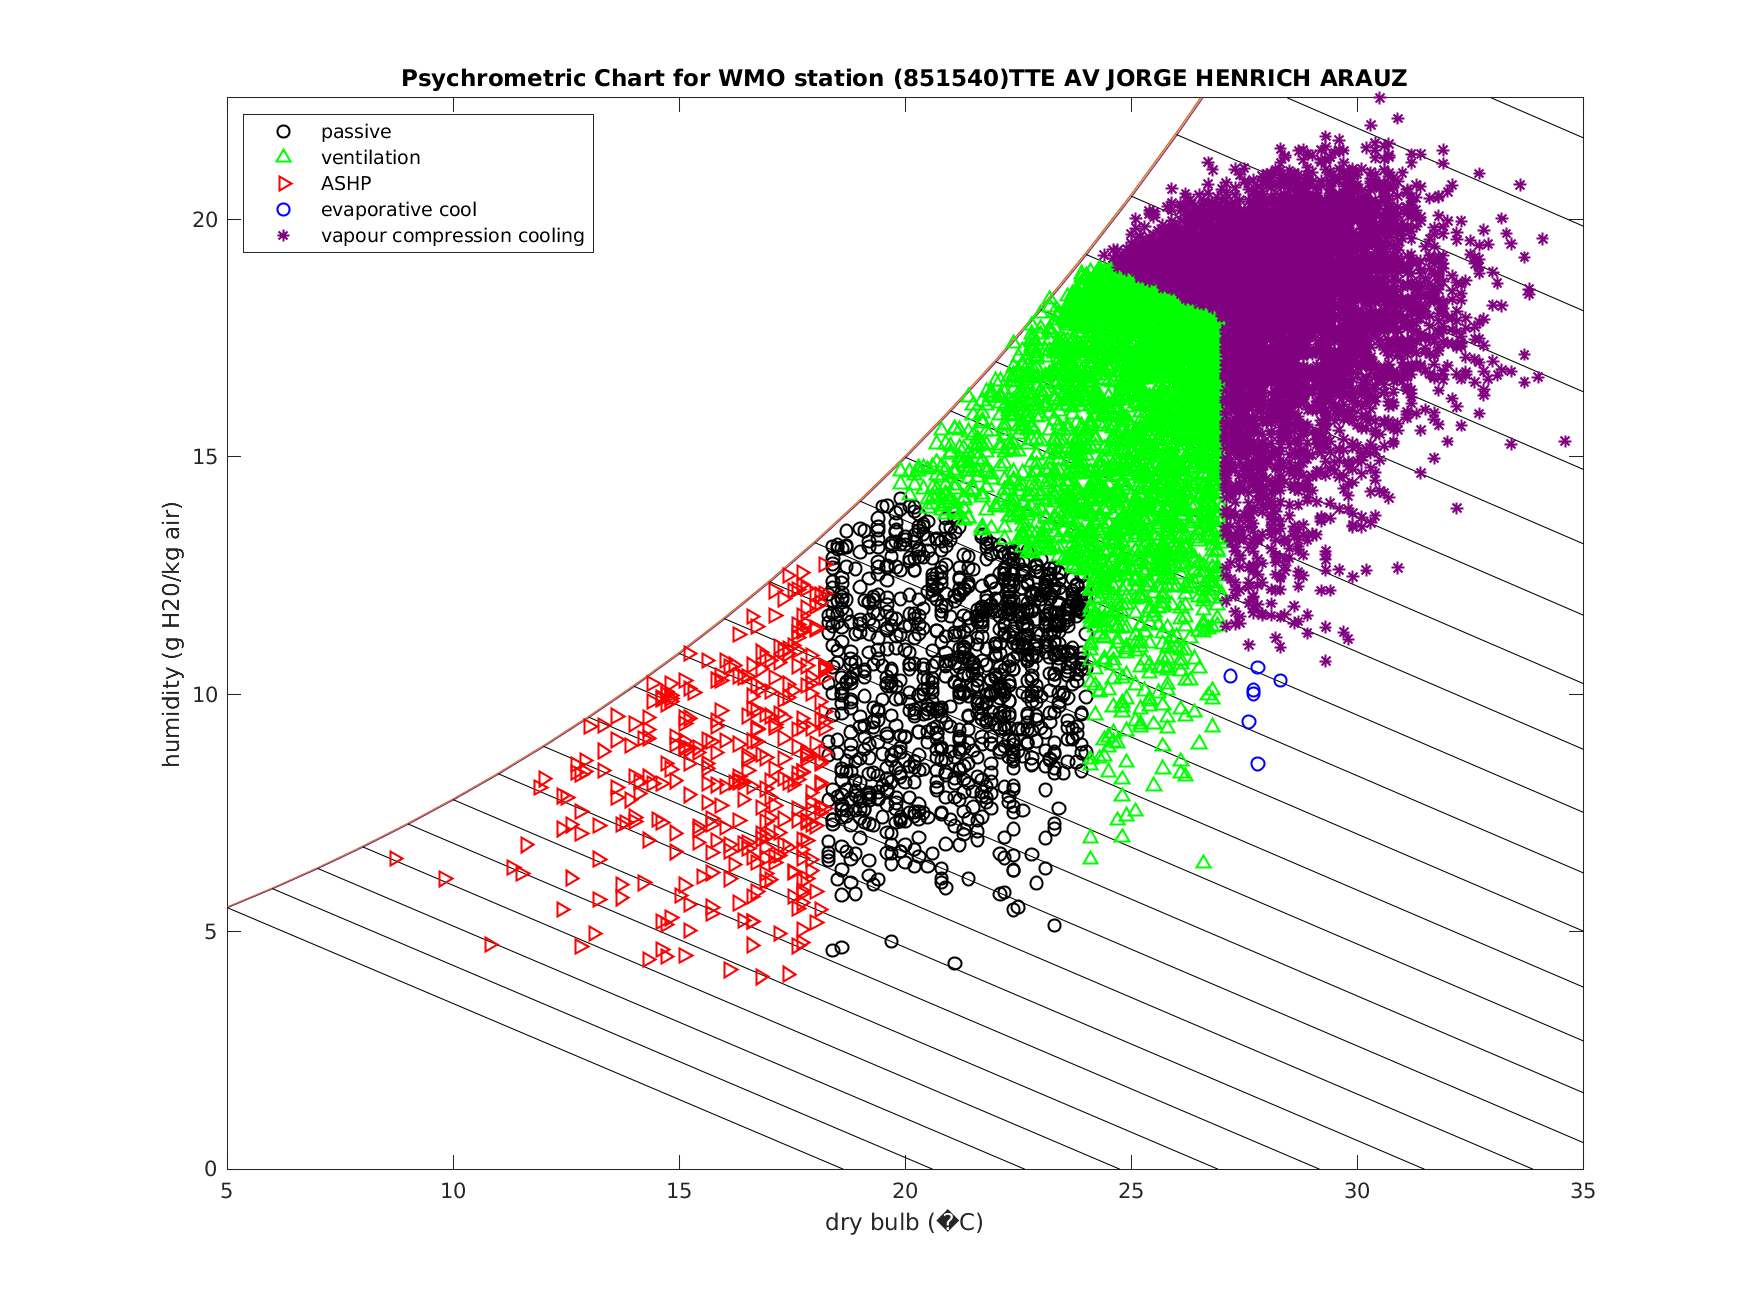 Psychrometric Chart for WMO station (851540)TTE AV JORGE HENRICH ARAUZ
passive
ventilation
ASHP
evaporative cool
vapour compression cooling
20
15
10
5
0
humidity (g H20/kg air)
5 10 15 20 25 30 35
dry bulb (�C)